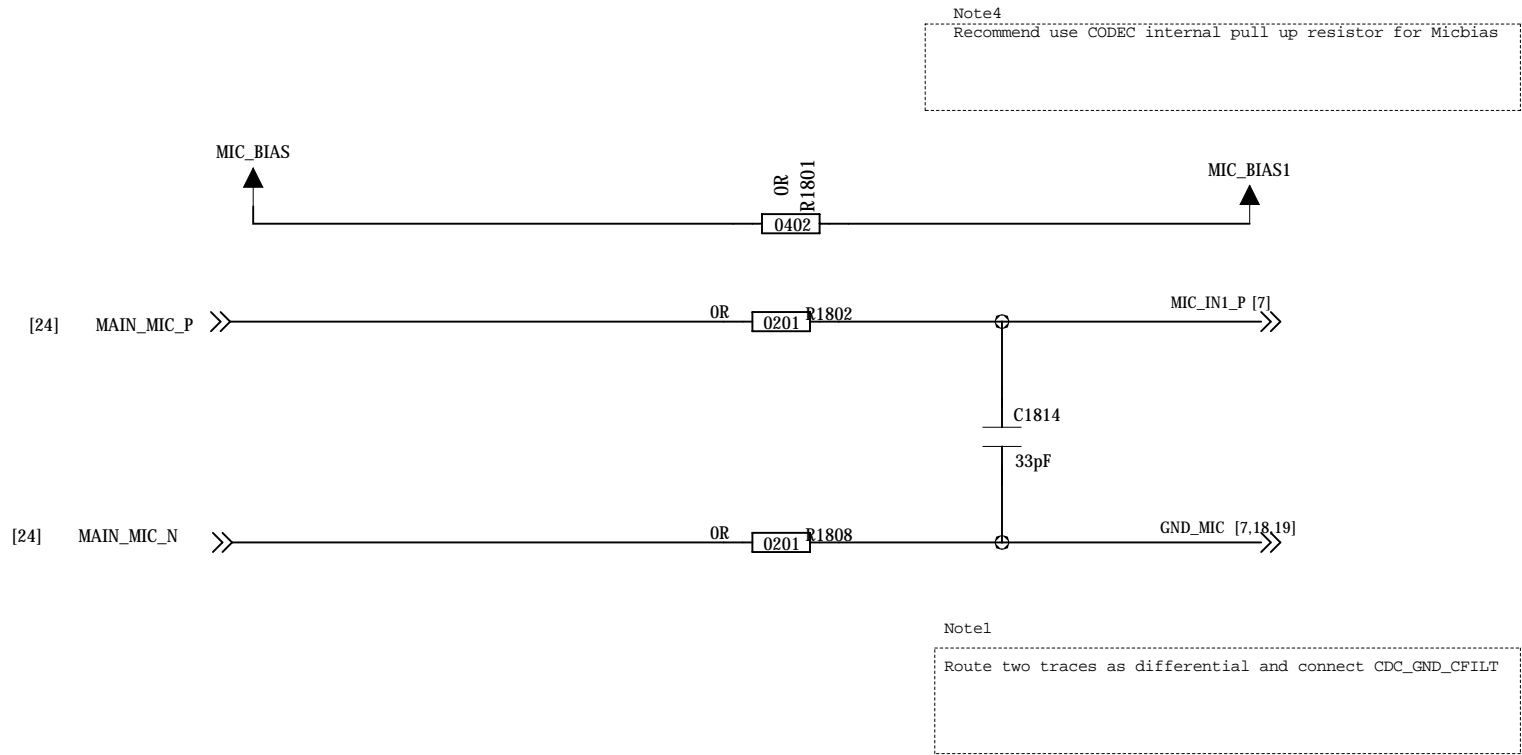 Note4
Recommend use CODEC internal pull up resistor for Micbias
MIC_BIAS
0R
R1801
0402
MIC_BIAS1
[24] MAIN_MIC_P
0R
0201
R1802
MIC_IN1_P [7]
C1814
33pF
[24] MAIN_MIC_N
0R
0201
R1808
GND_MIC [7,18,19]
Note1
Route two traces as differential and connect CDC_GND_CFILT